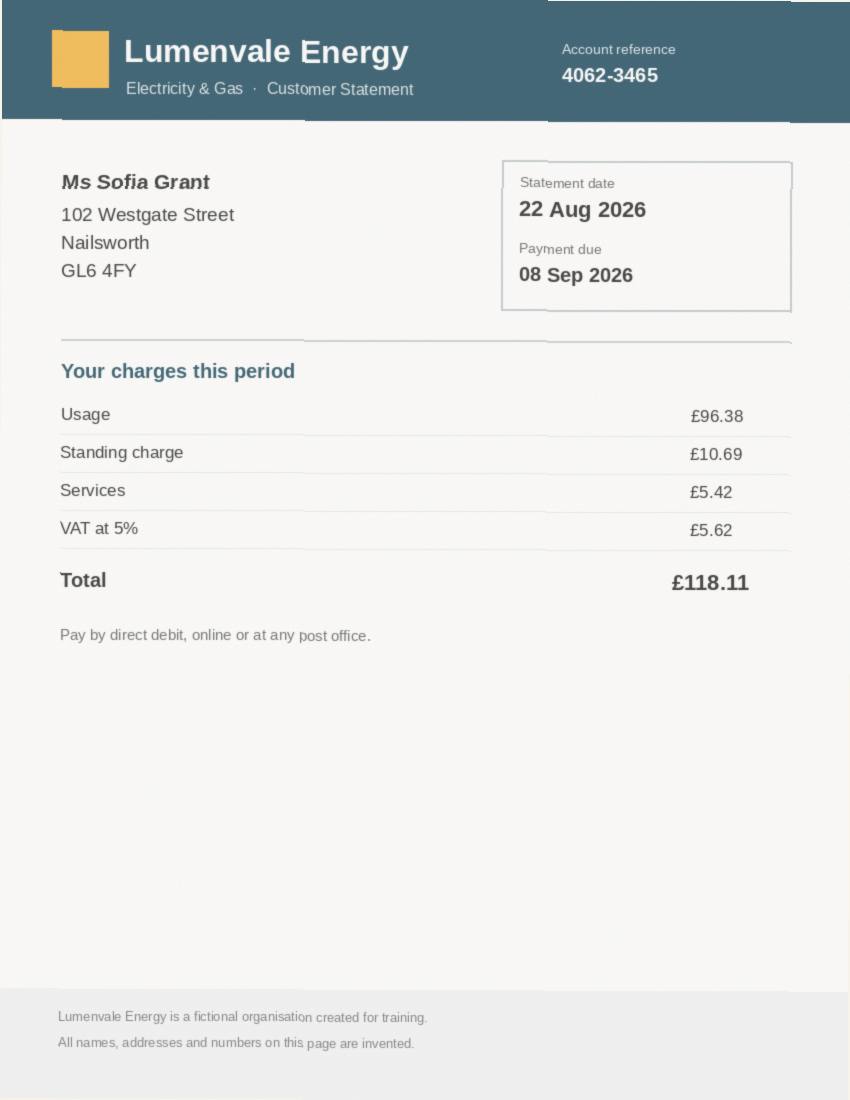 Lumenvale Energy
Electricity & Gas · Customer Statement
Account reference
4062-3465
Ms Sofia Grant
102 Westgate Street
Nailsworth
GL6 4FY
Statement date
22 Aug 2026
Payment due
08 Sep 2026
Your charges this period
Usage £96.38
Standing charge £10.69
Services £5.42
VAT at 5% £5.62
Total £118.11
Pay by direct debit, online or at any post office.
Lumenvale Energy is a fictional organisation created for training.
All names, addresses and numbers on this page are invented.